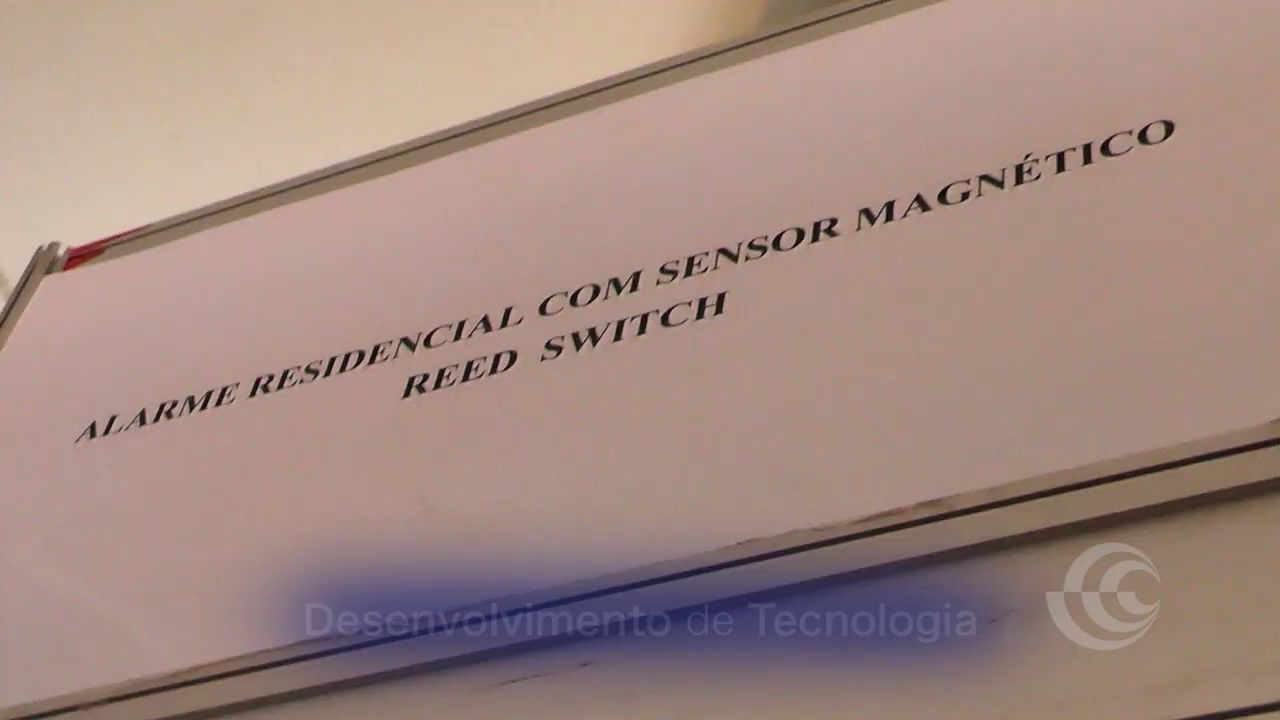 ALARME RESIDENCIAL COM SENSOR MAGNÉTICO
REED SWITCH
Desenvolvimento de Tecnologia